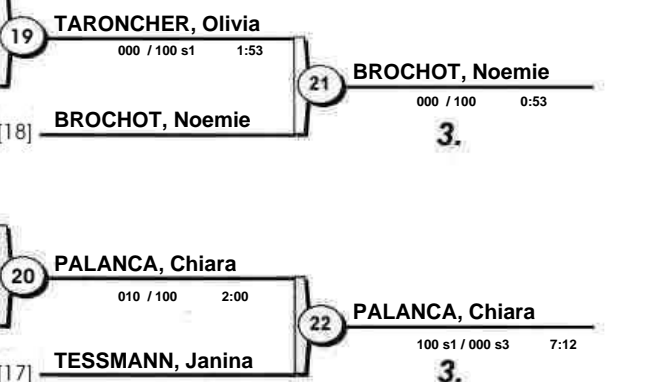 19
TARONCHER, Olivia
000 / 100 s1 1:53
21
BROCHOT, Noemie
000 / 100 0:53
3.
[18]
BROCHOT, Noemie
20
PALANCA, Chiara
010 / 100 2:00
22
PALANCA, Chiara
100 s1 / 000 s3 7:12
3.
[17]
TESSMANN, Janina